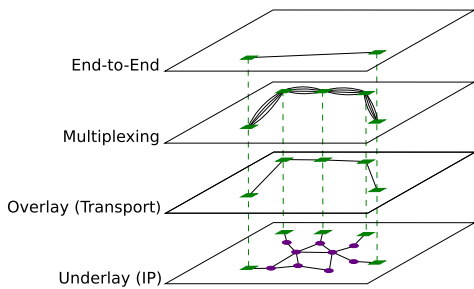 End-to-End
Multiplexing
Overlay (Transport)
Underlay (IP)